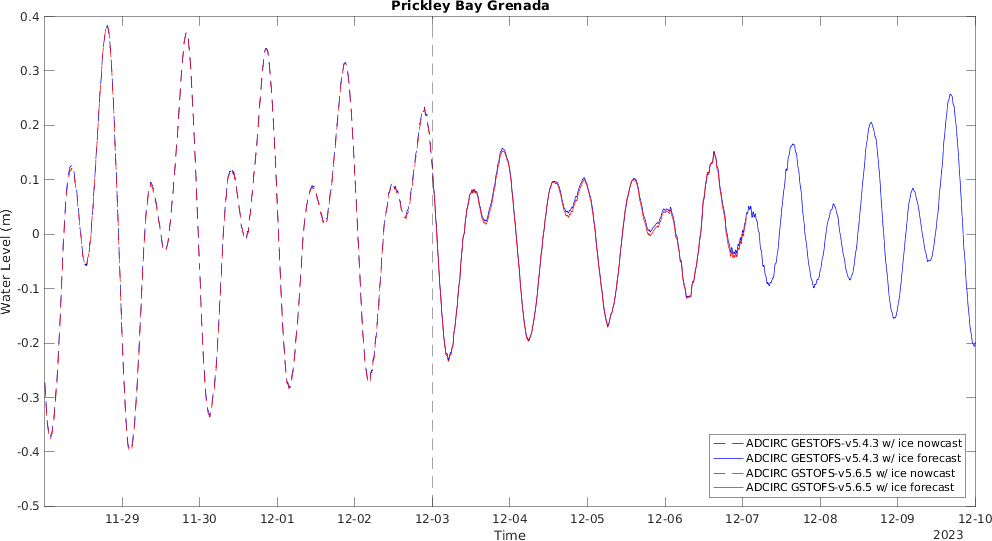 Prickley Bay Grenada
0.4
0.3
0.2
0.1
0
-0.1
-0.2
-0.3
-0.4
-0.5
Water Level (m)
ADCIRC GESTOFS-v5.4.3 w/ ice nowcast
ADCIRC GESTOFS-v5.4.3 w/ ice forecast
ADCIRC GSTOFS-v5.6.5 w/ ice nowcast
ADCIRC GSTOFS-v5.6.5 w/ ice forecast
11-29 11-30 12-01 12-02 12-03 12-04 12-05 12-06 12-07 12-08 12-09 12-10
Time
2023